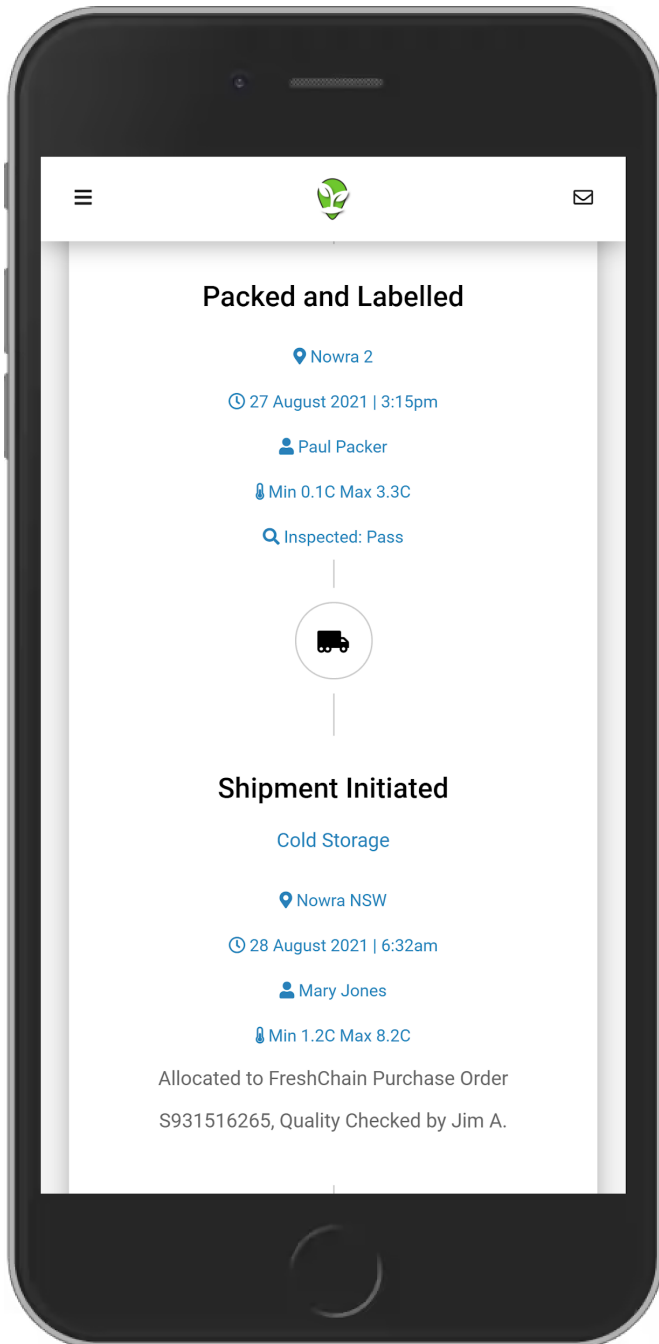 Packed and Labelled
Nowra 2
27 August 2021 | 3:15pm
Paul Packer
Min 0.1C Max 3.3C
Inspected: Pass
Shipment Initiated
Cold Storage
Nowra NSW
28 August 2021 | 6:32am
Mary Jones
Min 1.2C Max 8.2C
Allocated to FreshChain Purchase Order
S931516265, Quality Checked by Jim A.